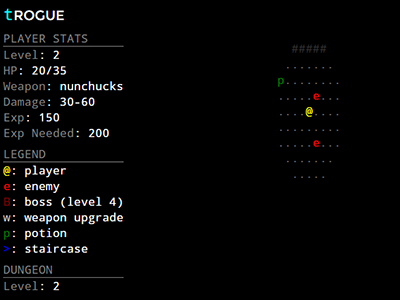 tROGUE
PLAYER STATS
Level: 2
HP: 20/35
Weapon: nunchucks
Damage: 30-60
Exp: 150
Exp Needed: 200
LEGEND
@: player
e: enemy
B: boss (level 4)
w: weapon upgrade
p: potion
>: staircase
DUNGEON
Level: 2
#####
.......
p........
.....e...
....@....
.........
.....e...
.......
.....